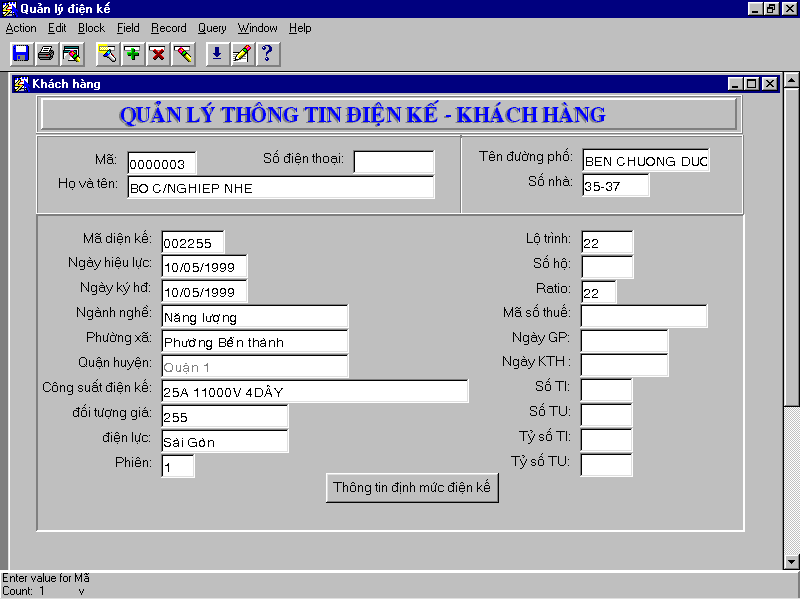 Quản lý điện kế
Action Edit Block Field Record Query Window Help
Khách hàng
QUẢN LÝ THÔNG TIN ĐIỆN KẾ - KHÁCH HÀNG
Mã: 0000003 Số điện thoại: Tên đường phố: BEN CHUONG DUC
Họ và tên: BO C/NGHIEP NHE Số nhà: 35-37
Mã diện kế: 002255 Lộ trình: 22
Ngày hiệu lực: 10/05/1999 Số hộ:
Ngày ký hđ: 10/05/1999 Ratio: 22
Ngành nghề: Năng lượng Mã số thuế:
Phường xã: Phường Bến thành Ngày GP:
Quận huyện: Quận 1 Ngày KTH :
Công suất điện kế: 25A 11000V 4DÂY Số TI:
đối tượng giá: 255 Số TU:
điện lực: Sài Gòn Tỷ số TI:
Phiên: 1 Tỷ số TU:
Thông tin định mức điện kế
Enter value for Mã
Count: 1 v